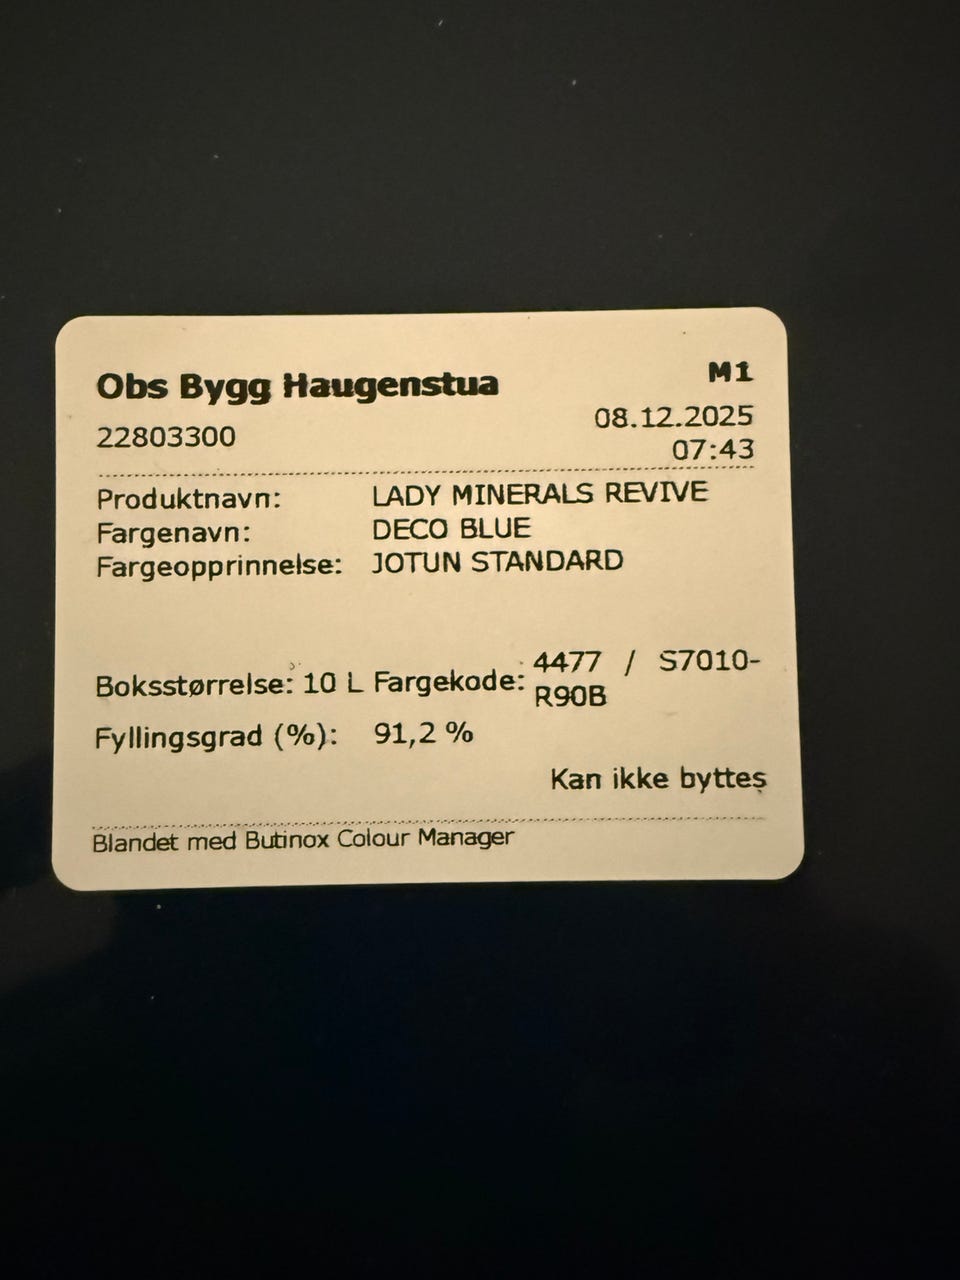 Obs Bygg Haugenstua M1
22803300 08.12.2025
07:43
Produktnavn: LADY MINERALS REVIVE
Fargenavn: DECO BLUE
Fargeopprinnelse: JOTUN STANDARD
Boksstørrelse: 10 L Fargekode: 4477 / S7010-
R90B
Fyllingsgrad (%): 91,2 %
Kan ikke byttes
Blandet med Butinox Colour Manager